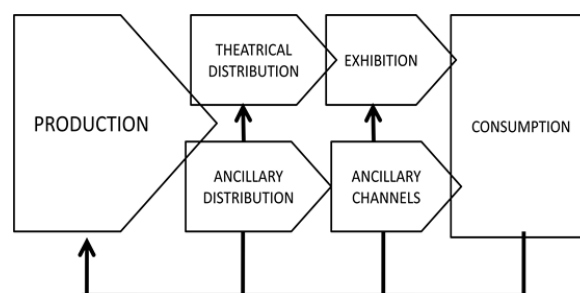 PRODUCTION
THEATRICAL
DISTRIBUTION
EXHIBITION
ANCILLARY
DISTRIBUTION
ANCILLARY
CHANNELS
CONSUMPTION